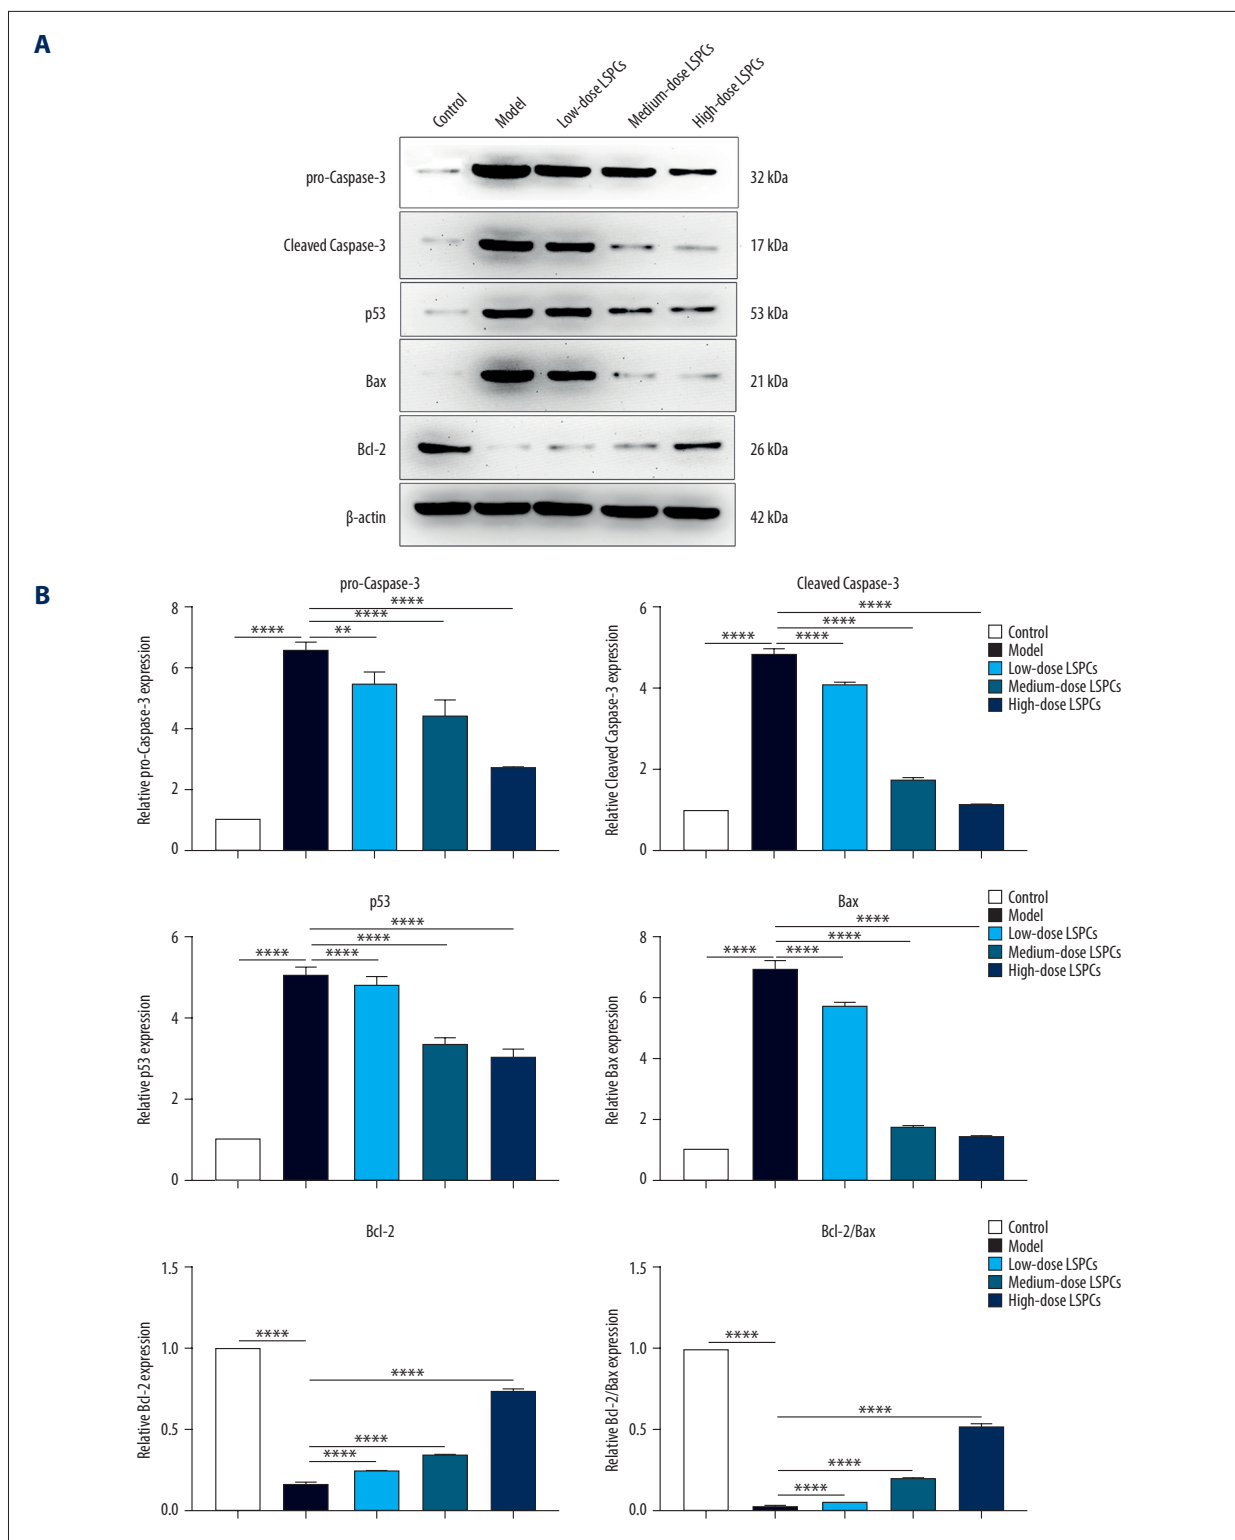 A
Control
Model
Low-dose LSPCs
Medium-dose LSPCs
High-dose LSPCs
pro-Caspase-3
32 kDa
Cleaved Caspase-3
17 kDa
p53
53 kDa
Bax
21 kDa
Bcl-2
26 kDa
β-actin
42 kDa
B
pro-Caspase-3
Relative pro-Caspase-3 expression
8
6
4
2
0
****
**
****
****
Cleaved Caspase-3
Relative Cleaved Caspase-3 expression
6
4
2
0
****
****
****
****
Control
Model
Low-dose LSPCs
Medium-dose LSPCs
High-dose LSPCs
p53
Relative p53 expression
6
4
2
0
****
****
****
****
Bax
Relative Bax expression
8
6
4
2
0
****
****
****
****
Control
Model
Low-dose LSPCs
Medium-dose LSPCs
High-dose LSPCs
Bcl-2
Relative Bcl-2 expression
1.5
1.0
0.5
0.0
****
****
****
****
Bcl-2/Bax
Relative Bcl-2/Bax expression
1.5
1.0
0.5
0.0
****
****
****
****
Control
Model
Low-dose LSPCs
Medium-dose LSPCs
High-dose LSPCs